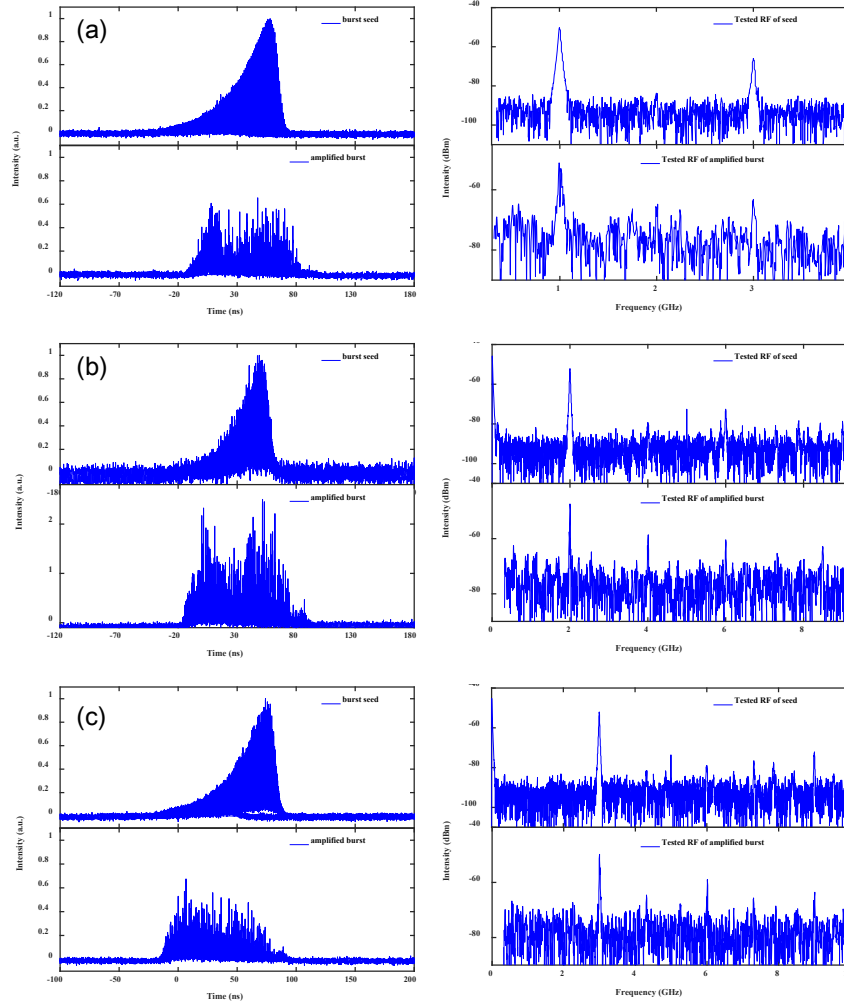 (a)
burst seed
1
0.8
0.6
0.4
0.2
0
amplified burst
1
0.8
0.6
0.4
0.2
0
Intensity (a.u.)
-120 -70 -20 30 80 130 180
Time (ns)
-40
Tested RF of seed
-60
-80
-100
Tested RF of amplified burst
-60
-80
Intensity (dBm)
1 2 3
Frequency (GHz)
(b)
burst seed
1
0.8
0.6
0.4
0.2
0
-180
amplified burst
2
1
0
Intensity (a.u.)
-120 -70 -20 30 80 130 180
Time (ns)
-40
Tested RF of seed
-60
-80
-100
-40
Tested RF of amplified burst
-60
-80
Intensity (dBm)
0 2 4 6 8
Frequency (GHz)
(c)
burst seed
1
0.8
0.6
0.4
0.2
0
amplified burst
1
0.8
0.6
0.4
0.2
0
Intensity (a.u.)
-100 -50 0 50 100 150 200
Time (ns)
-40
Tested RF of seed
-60
-80
-100
-40
Tested RF of amplified burst
-60
-80
Intensity (dBm)
0 2 4 6 8
Frequency (GHz)